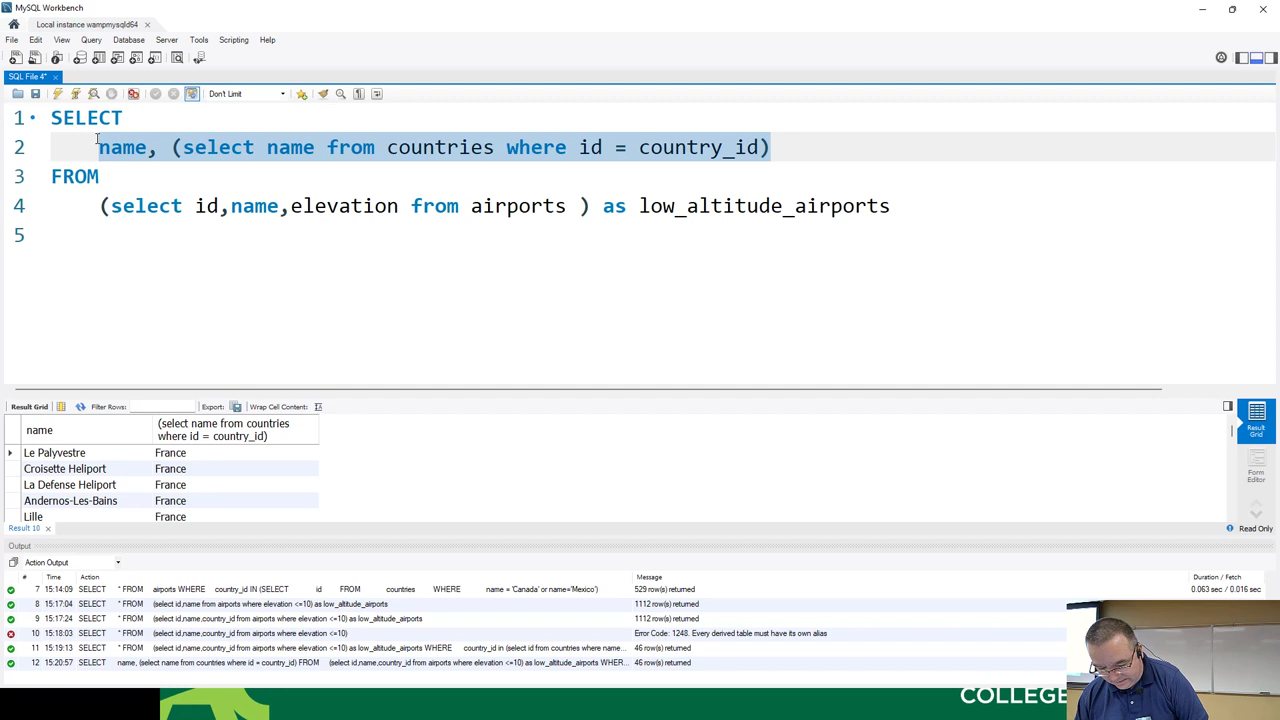 MySQL Workbench
Local instance wampmysqld64 ×
File Edit View Query Database Server Tools Scripting Help
SQL File 4* ×
Don't Limit
1 SELECT
2 name, (select name from countries where id = country_id)
3 FROM
4 (select id,name,elevation from airports ) as low_altitude_airports
5
Result Grid Filter Rows: Export: Wrap Cell Content:
name (select name from countries where id = country_id)
Le Palyvestre France
Croisette Heliport France
La Defense Heliport France
Andernos-Les-Bains France
Lille France
Result Grid
Form Editor
Result 10 × Read Only
Output
Action Output
# Time Action Message Duration / Fetch
7 15:14:09 SELECT * FROM airports WHERE country_id IN (SELECT id FROM countries WHERE name = 'Canada' or name='Mexico') 529 row(s) returned 0.063 sec / 0.016 sec
8 15:17:04 SELECT * FROM (select id,name from airports where elevation <=10) as low_altitude_airports 1112 row(s) returned
9 15:17:24 SELECT * FROM (select id,name,country_id from airports where elevation <=10) as low_altitude_airports 1112 row(s) returned
10 15:18:03 SELECT * FROM (select id,name,country_id from airports where elevation <=10) Error Code: 1248. Every derived table must have its own alias
11 15:19:13 SELECT * FROM (select id,name,country_id from airports where elevation <=10) as low_altitude_airports WHERE country_id in (select id from countries where name... 46 row(s) returned
12 15:20:57 SELECT name, (select name from countries where id = country_id) FROM (select id,name,country_id from airports where elevation <=10) as low_altitude_airports WHER... 46 row(s) returned
COLLEGE